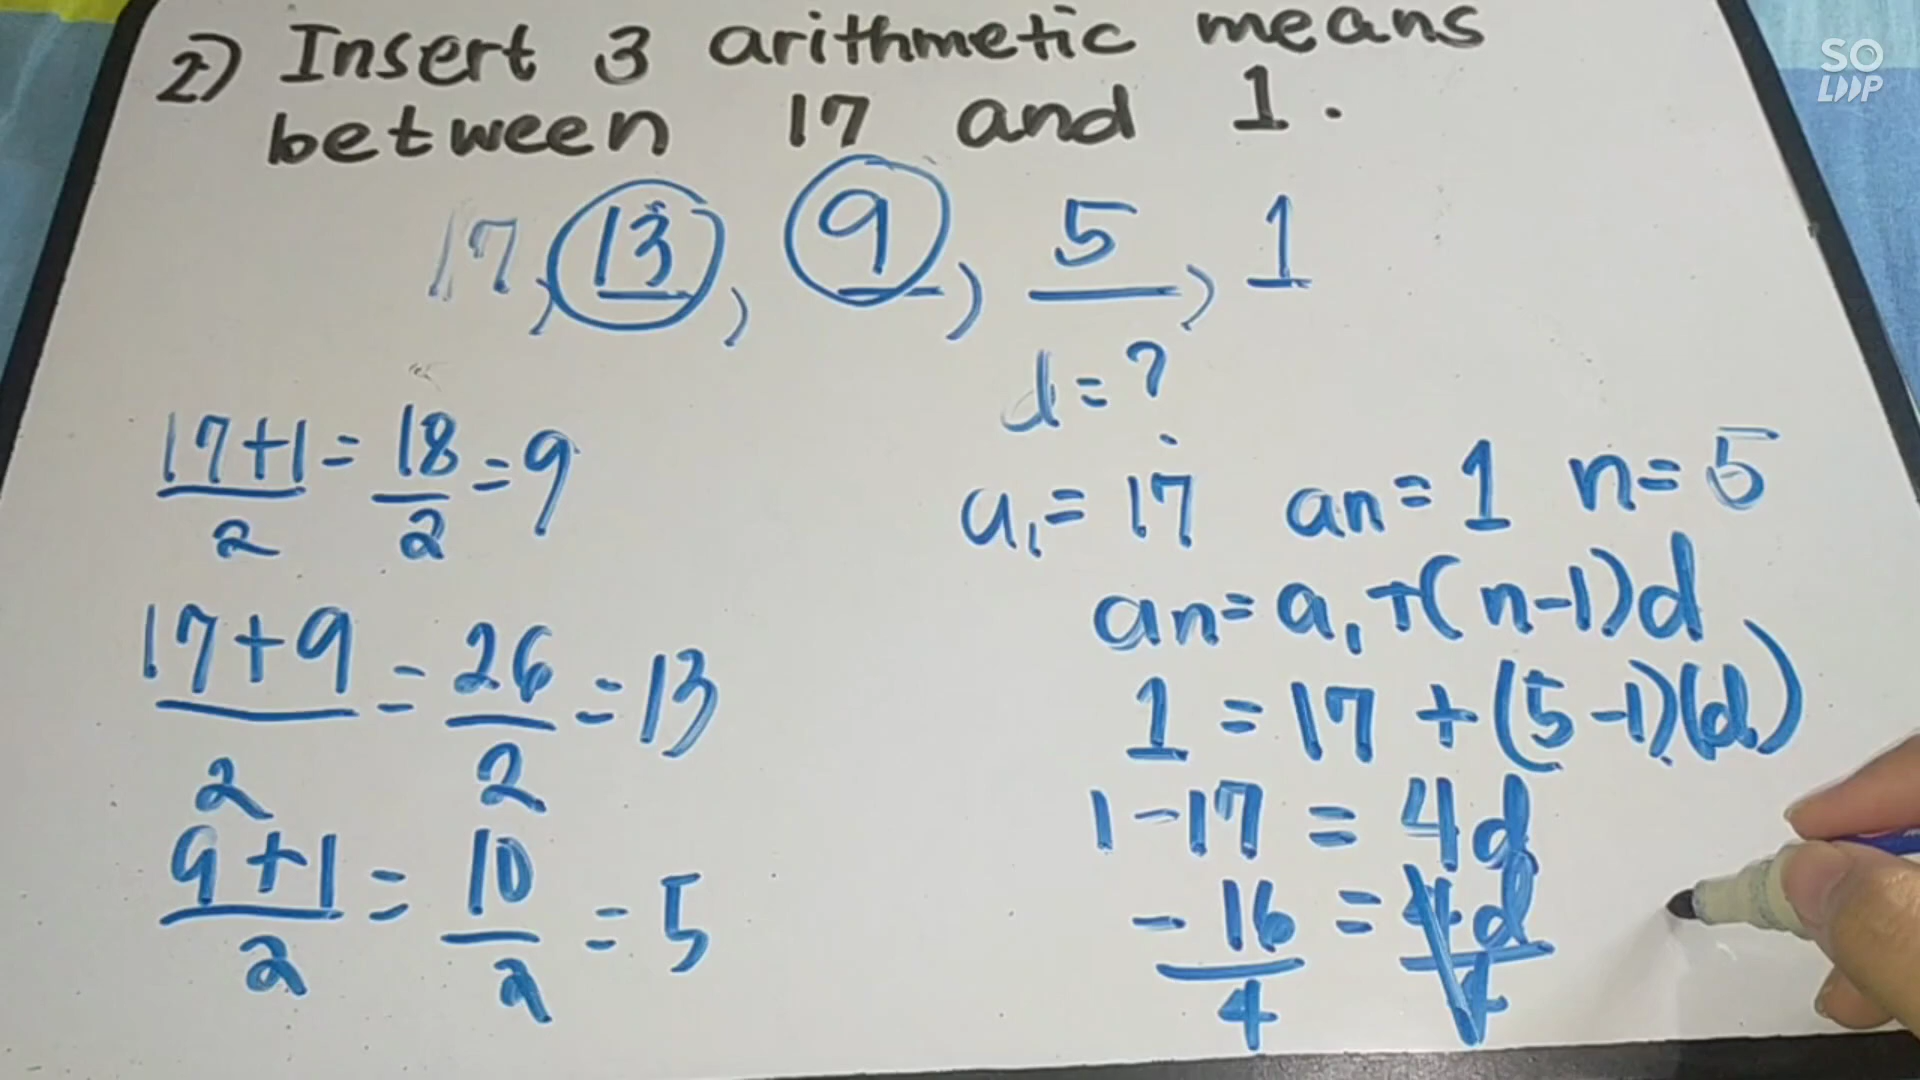 2) Insert 3 arithmetic means
between 17 and 1.
17, 13, 9, 5, 1
d=?
17+1/2 = 18/2 = 9
17+9/2 = 26/2 = 13
9+1/2 = 10/2 = 5
a₁=17 an=1 n=5
an=a₁+(n-1)d
1 = 17 + (5-1)(d)
1-17 = 4d
-16/4 = 4d/4
SO
LOOP